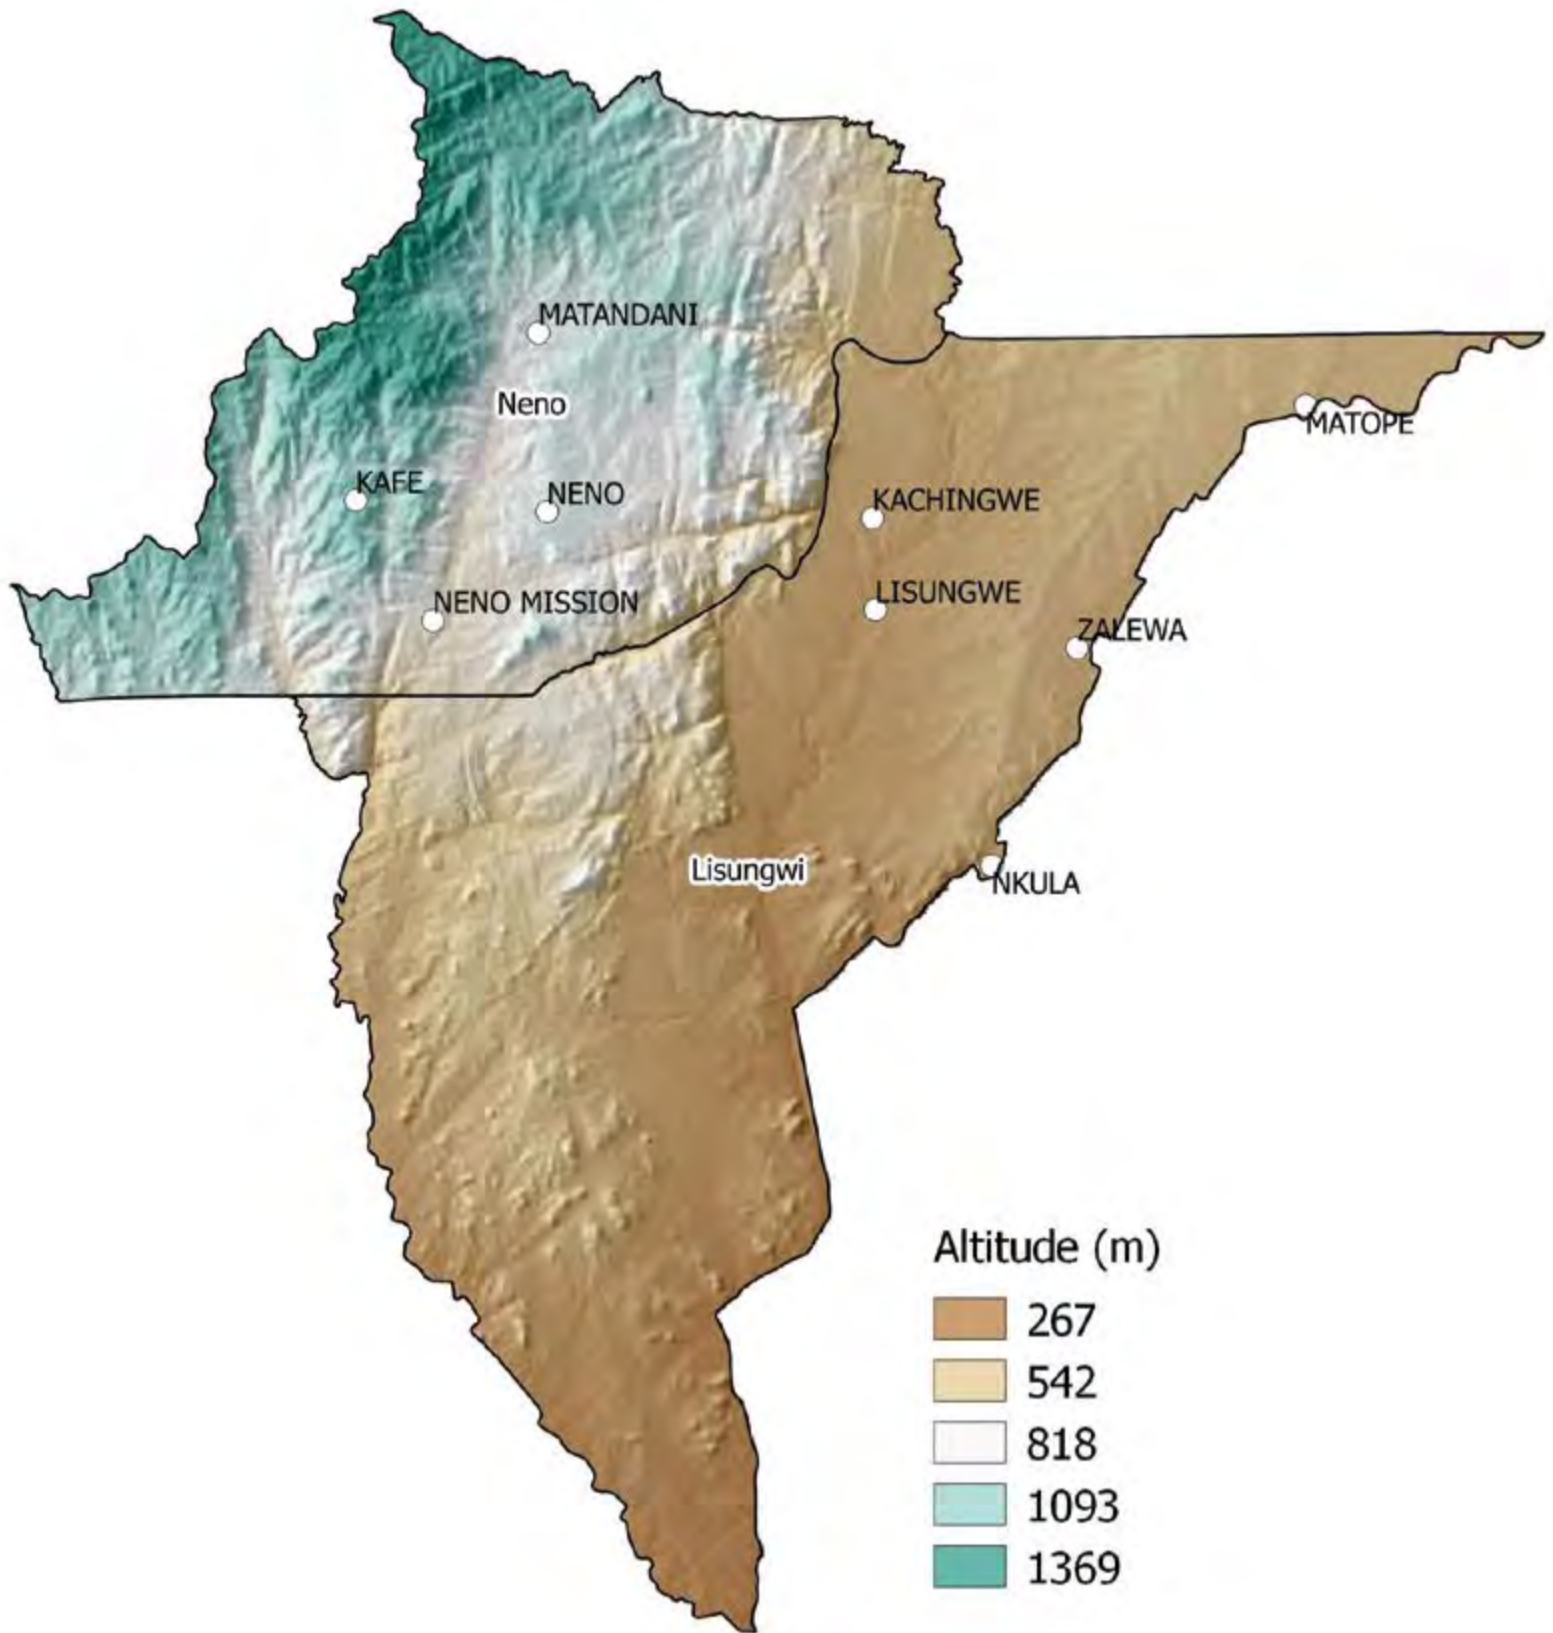 MATANDANI
Neno
MATOPE
KAFE
NENO
KACHINGWE
NENO MISSION
LISUNGWE
ZALEWA
Lisungwi
NKULA
Altitude (m)
267
542
818
1093
1369